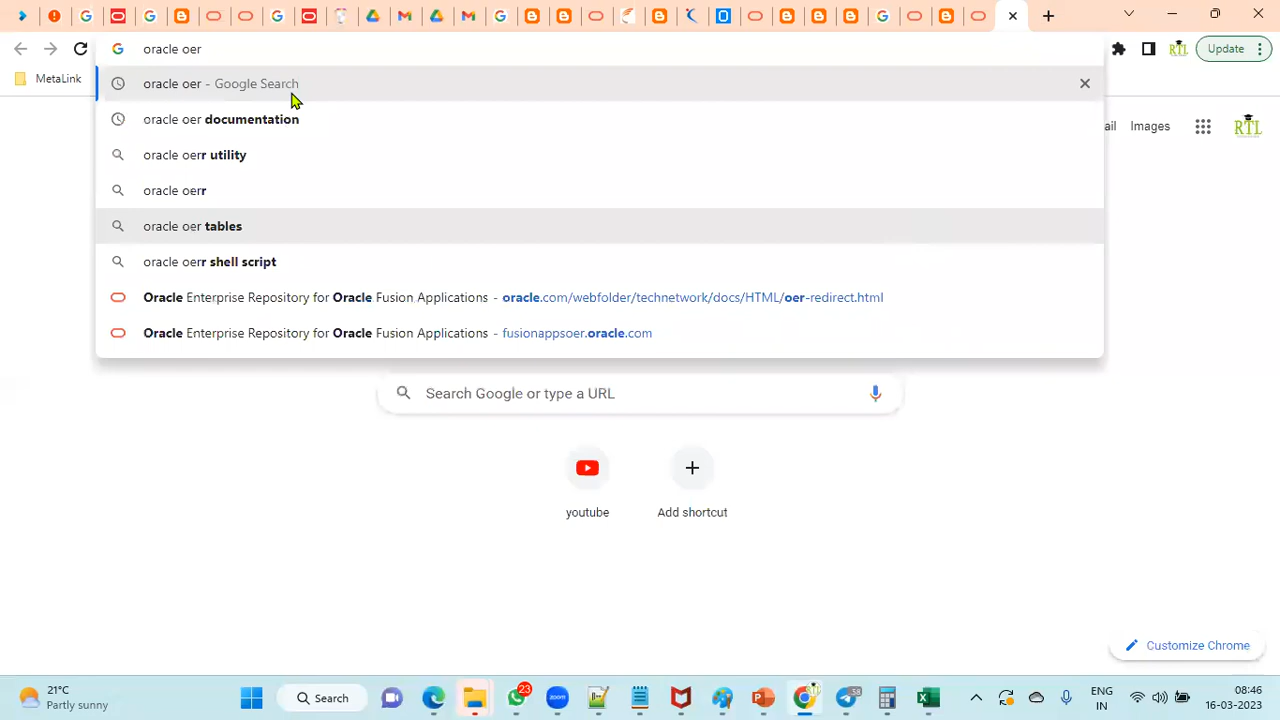 oracle oer
Update
MetaLink
oracle oer - Google Search
oracle oer documentation
ail Images RTL
oracle oerr utility
oracle oerr
oracle oer tables
oracle oerr shell script
Oracle Enterprise Repository for Oracle Fusion Applications - oracle.com/webfolder/technetwork/docs/HTML/oer-redirect.html
Oracle Enterprise Repository for Oracle Fusion Applications - fusionappsoer.oracle.com
Search Google or type a URL
youtube Add shortcut
Customize Chrome
21°C
Partly sunny
Search
23
zoom
38
ENG
IN
08:46
16-03-2023